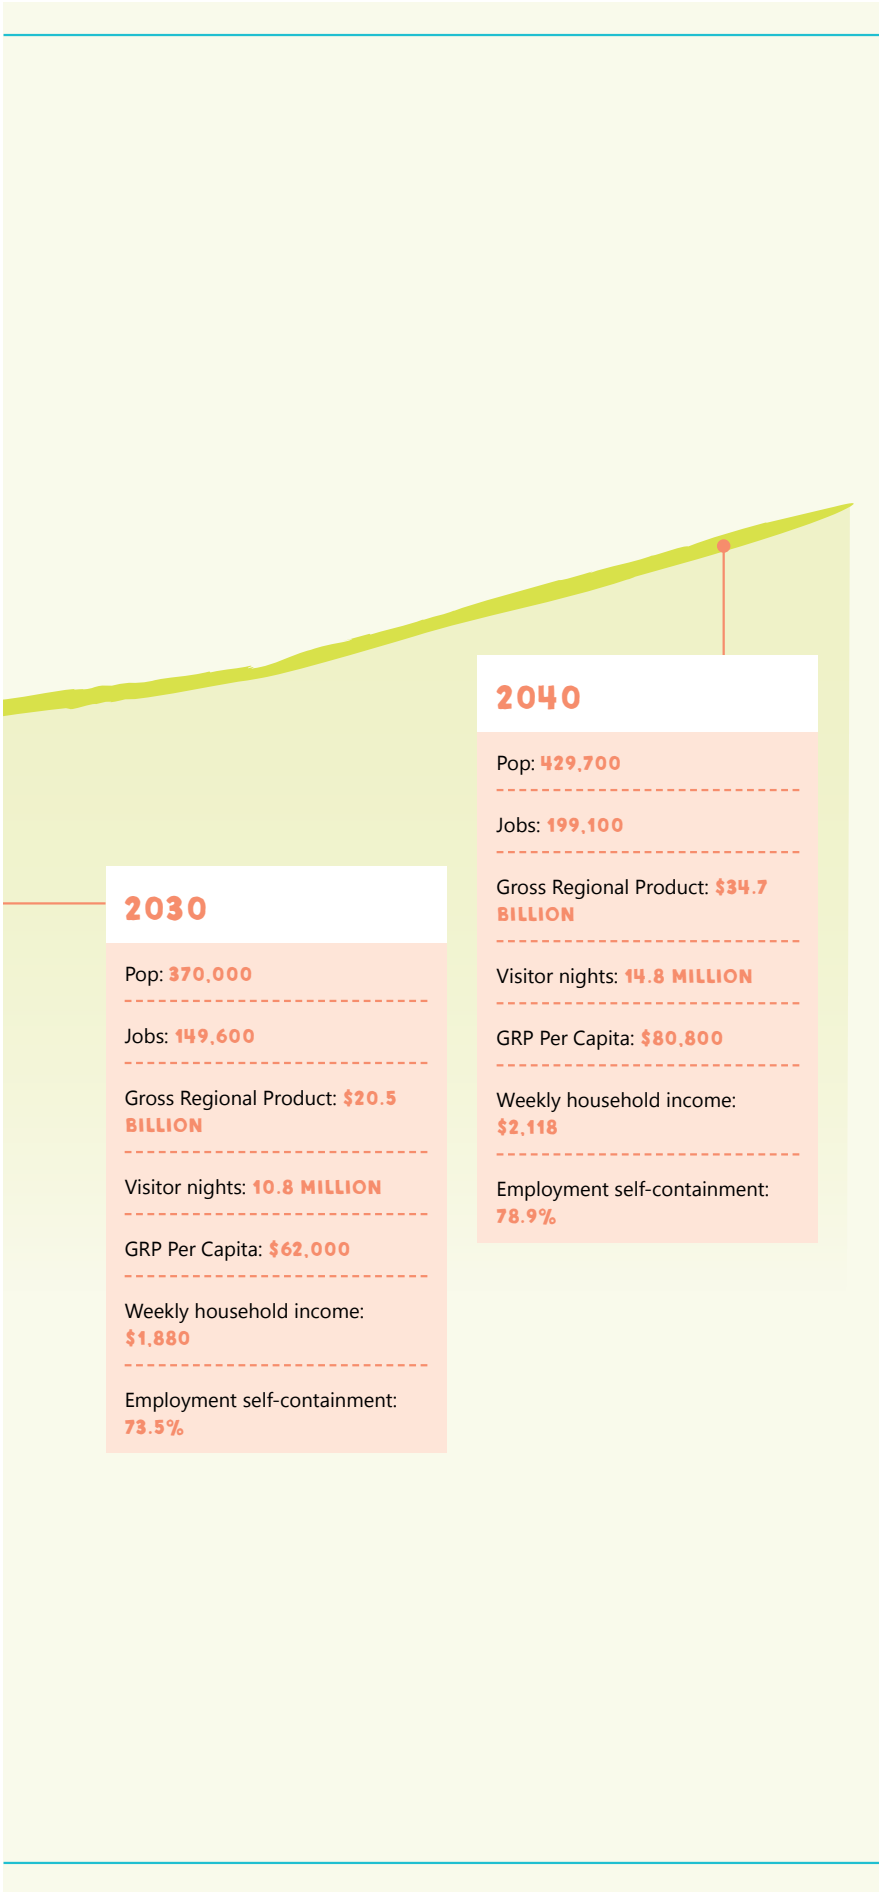 2040
Pop: 429,700
Jobs: 199,100
Gross Regional Product: $34.7
BILLION
Visitor nights: 14.8 MILLION
GRP Per Capita: $80,800
Weekly household income:
$2,118
Employment self-containment:
78.9%
2030
Pop: 370,000
Jobs: 149,600
Gross Regional Product: $20.5
BILLION
Visitor nights: 10.8 MILLION
GRP Per Capita: $62,000
Weekly household income:
$1,880
Employment self-containment:
73.5%